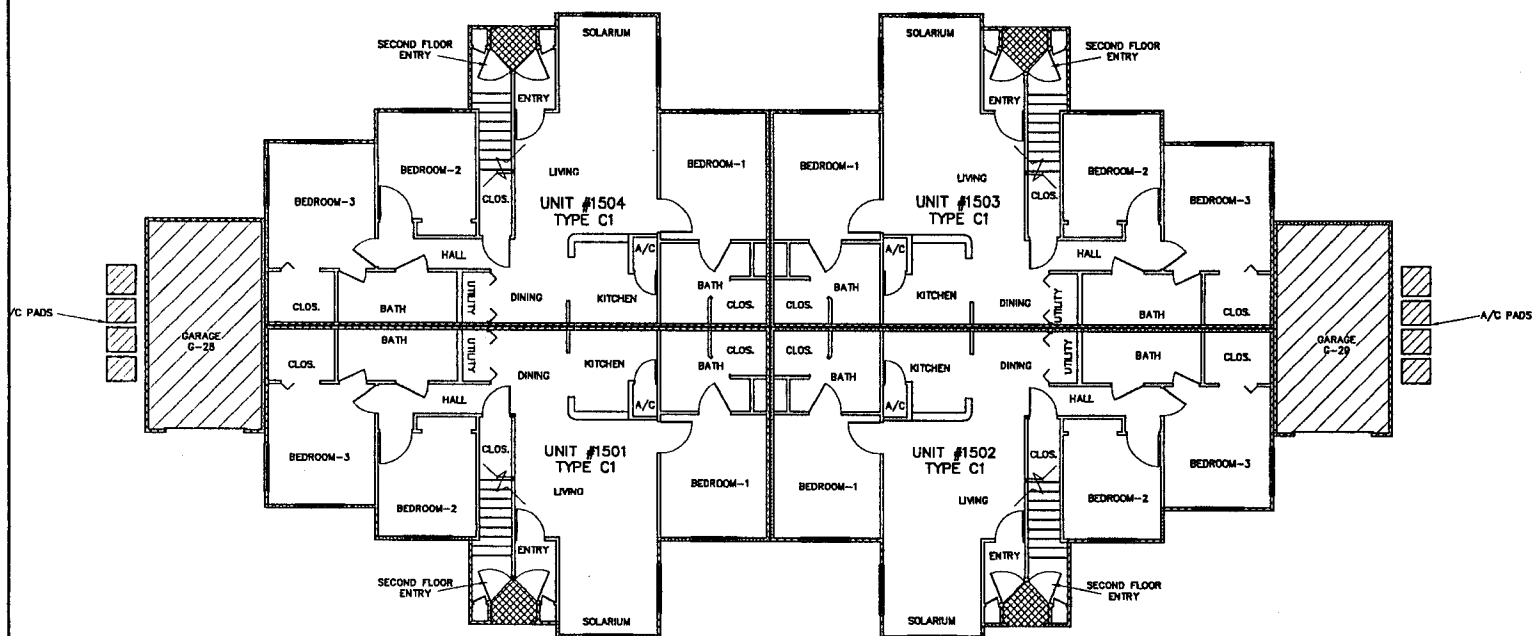 SOLARIUM
SOLARIUM
SECOND FLOOR
ENTRY
SECOND FLOOR
ENTRY
ENTRY
ENTRY
BEDROOM-2
BEDROOM-1
BEDROOM-1
BEDROOM-2
LIVING
LIVING
BEDROOM-3
CLOS.
UNIT #1504
TYPE C1
UNIT #1503
TYPE C1
CLOS.
BEDROOM-3
HALL
A/C
A/C
HALL
CLOS.
BATH
UTILITY
DINING
KITCHEN
BATH
CLOS.
CLOS.
BATH
KITCHEN
DINING
UTILITY
BATH
CLOS.
/C PADS
GARAGE
G-28
GARAGE
G-29
A/C PADS
CLOS.
BATH
UTILITY
DINING
KITCHEN
BATH
CLOS.
CLOS.
BATH
KITCHEN
DINING
UTILITY
BATH
CLOS.
HALL
A/C
A/C
HALL
BEDROOM-3
CLOS.
UNIT #1501
TYPE C1
UNIT #1502
TYPE C1
CLOS.
BEDROOM-3
LIVING
LIVING
BEDROOM-2
BEDROOM-1
BEDROOM-1
BEDROOM-2
ENTRY
ENTRY
SECOND FLOOR
ENTRY
SECOND FLOOR
ENTRY
SOLARIUM
SOLARIUM